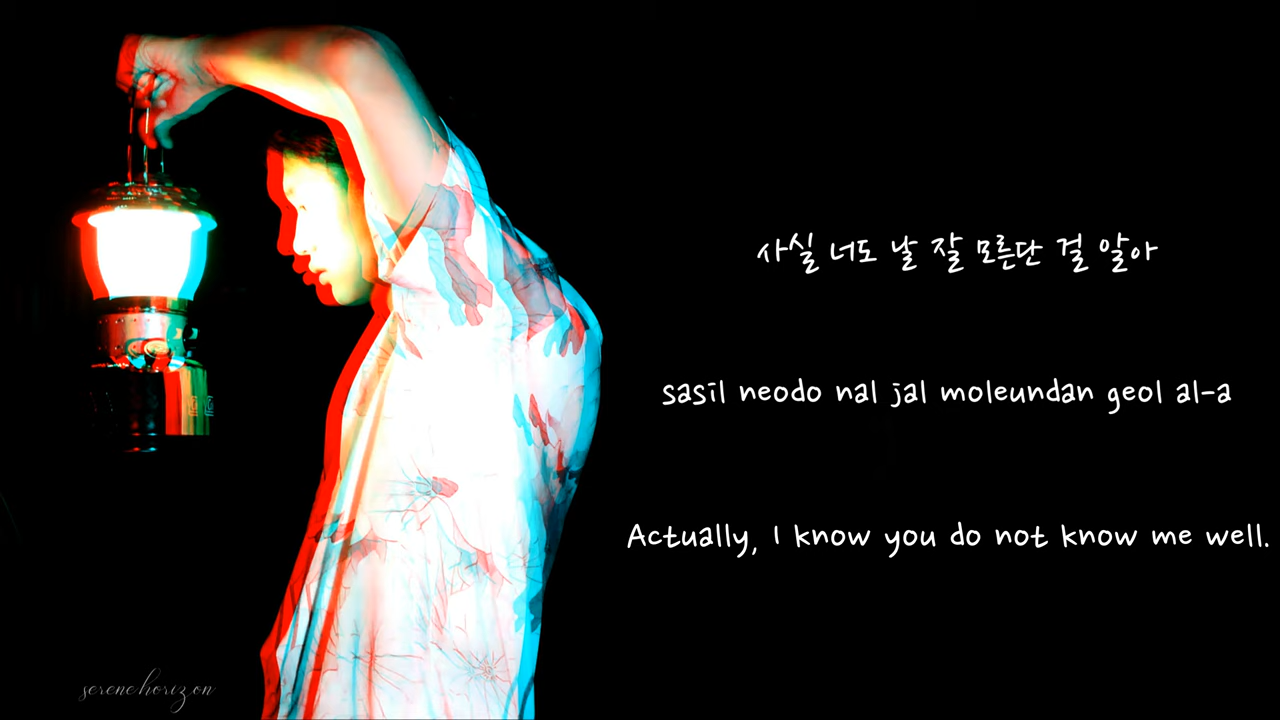 사실 너도 날 잘 모른단 걸 알아
sasil neodo nal jal moleundan geol al-a
Actually, I know you do not know me well.
serenehorizon